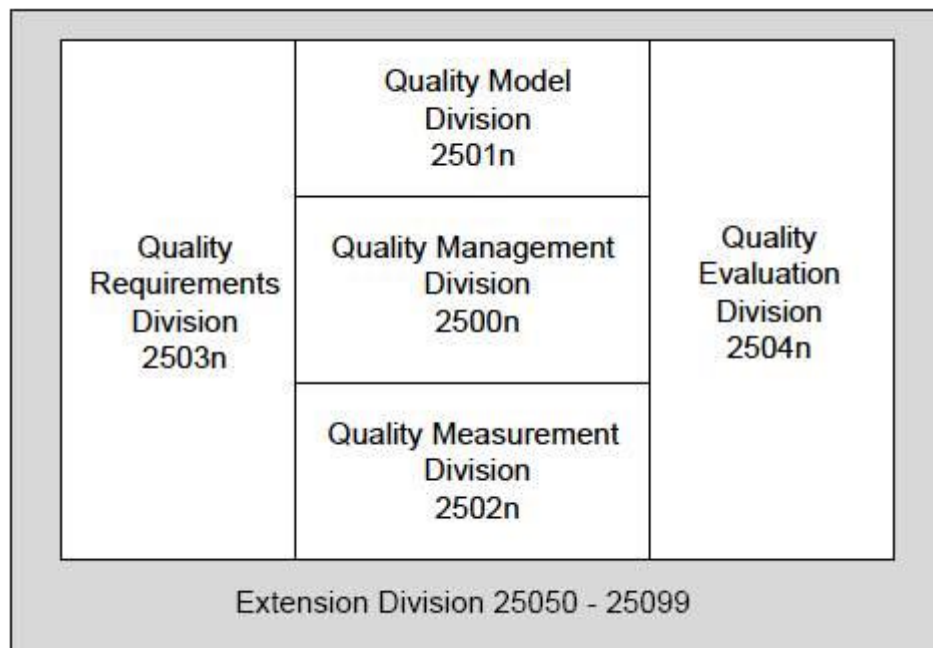 Quality Model
Division
2501n
Quality
Requirements
Division
2503n
Quality Management
Division
2500n
Quality
Evaluation
Division
2504n
Quality Measurement
Division
2502n
Extension Division 25050 - 25099